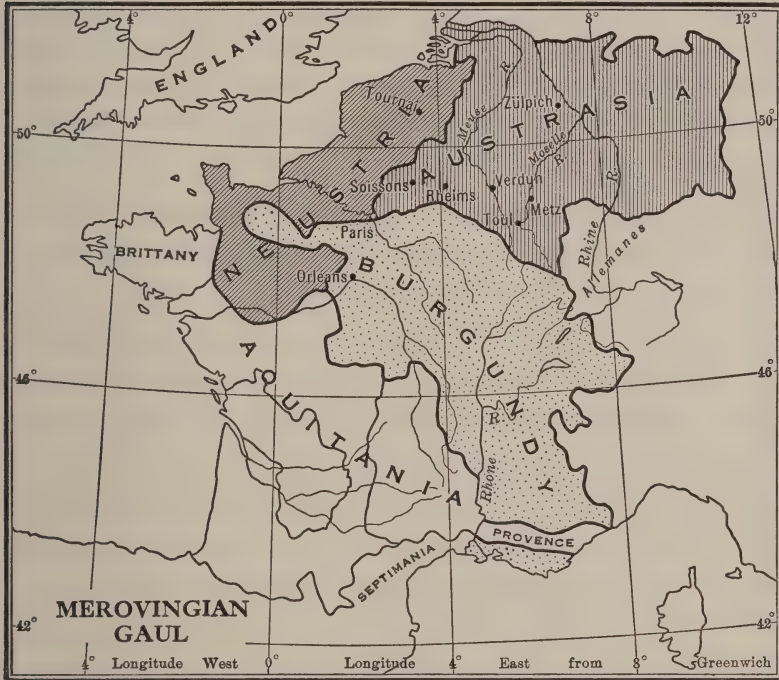 4° 0° 4° 8° 12°
ENGLAND
Tournai
Zülpich
R.
Meuse
AUSTRASIA
50° 50°
NEUSTRIA
Moselle
R.
R.
Soissons
Rheims
Verdun
Metz
Toul
Paris
BRITTANY
Orleans
Rhine
Allemanes
BURGUNDY
46° 46°
AQUITANIA
R.
Rhône
PROVENCE
SEPTIMANIA
MEROVINGIAN
GAUL
42° 42°
4° Longitude West 0° Longitude 4° East from 8° Greenwich